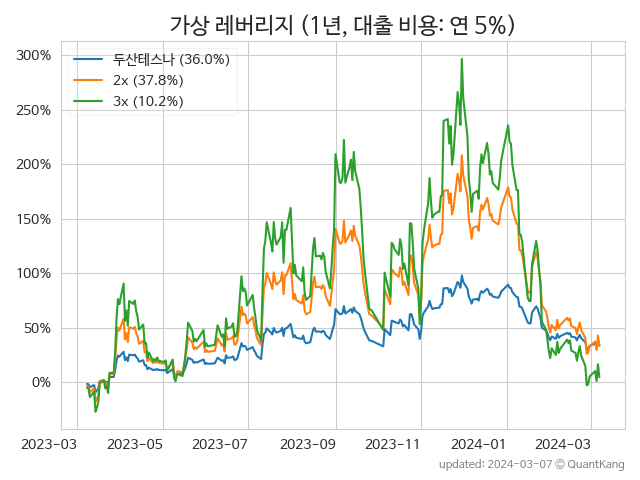 가상 레버리지 (1년, 대출 비용: 연 5%)
두산테스나 (36.0%)
2x (37.8%)
3x (10.2%)
300%
250%
200%
150%
100%
50%
0%
2023-03
2023-05
2023-07
2023-09
2023-11
2024-01
2024-03
updated: 2024-03-07 © QuantKang